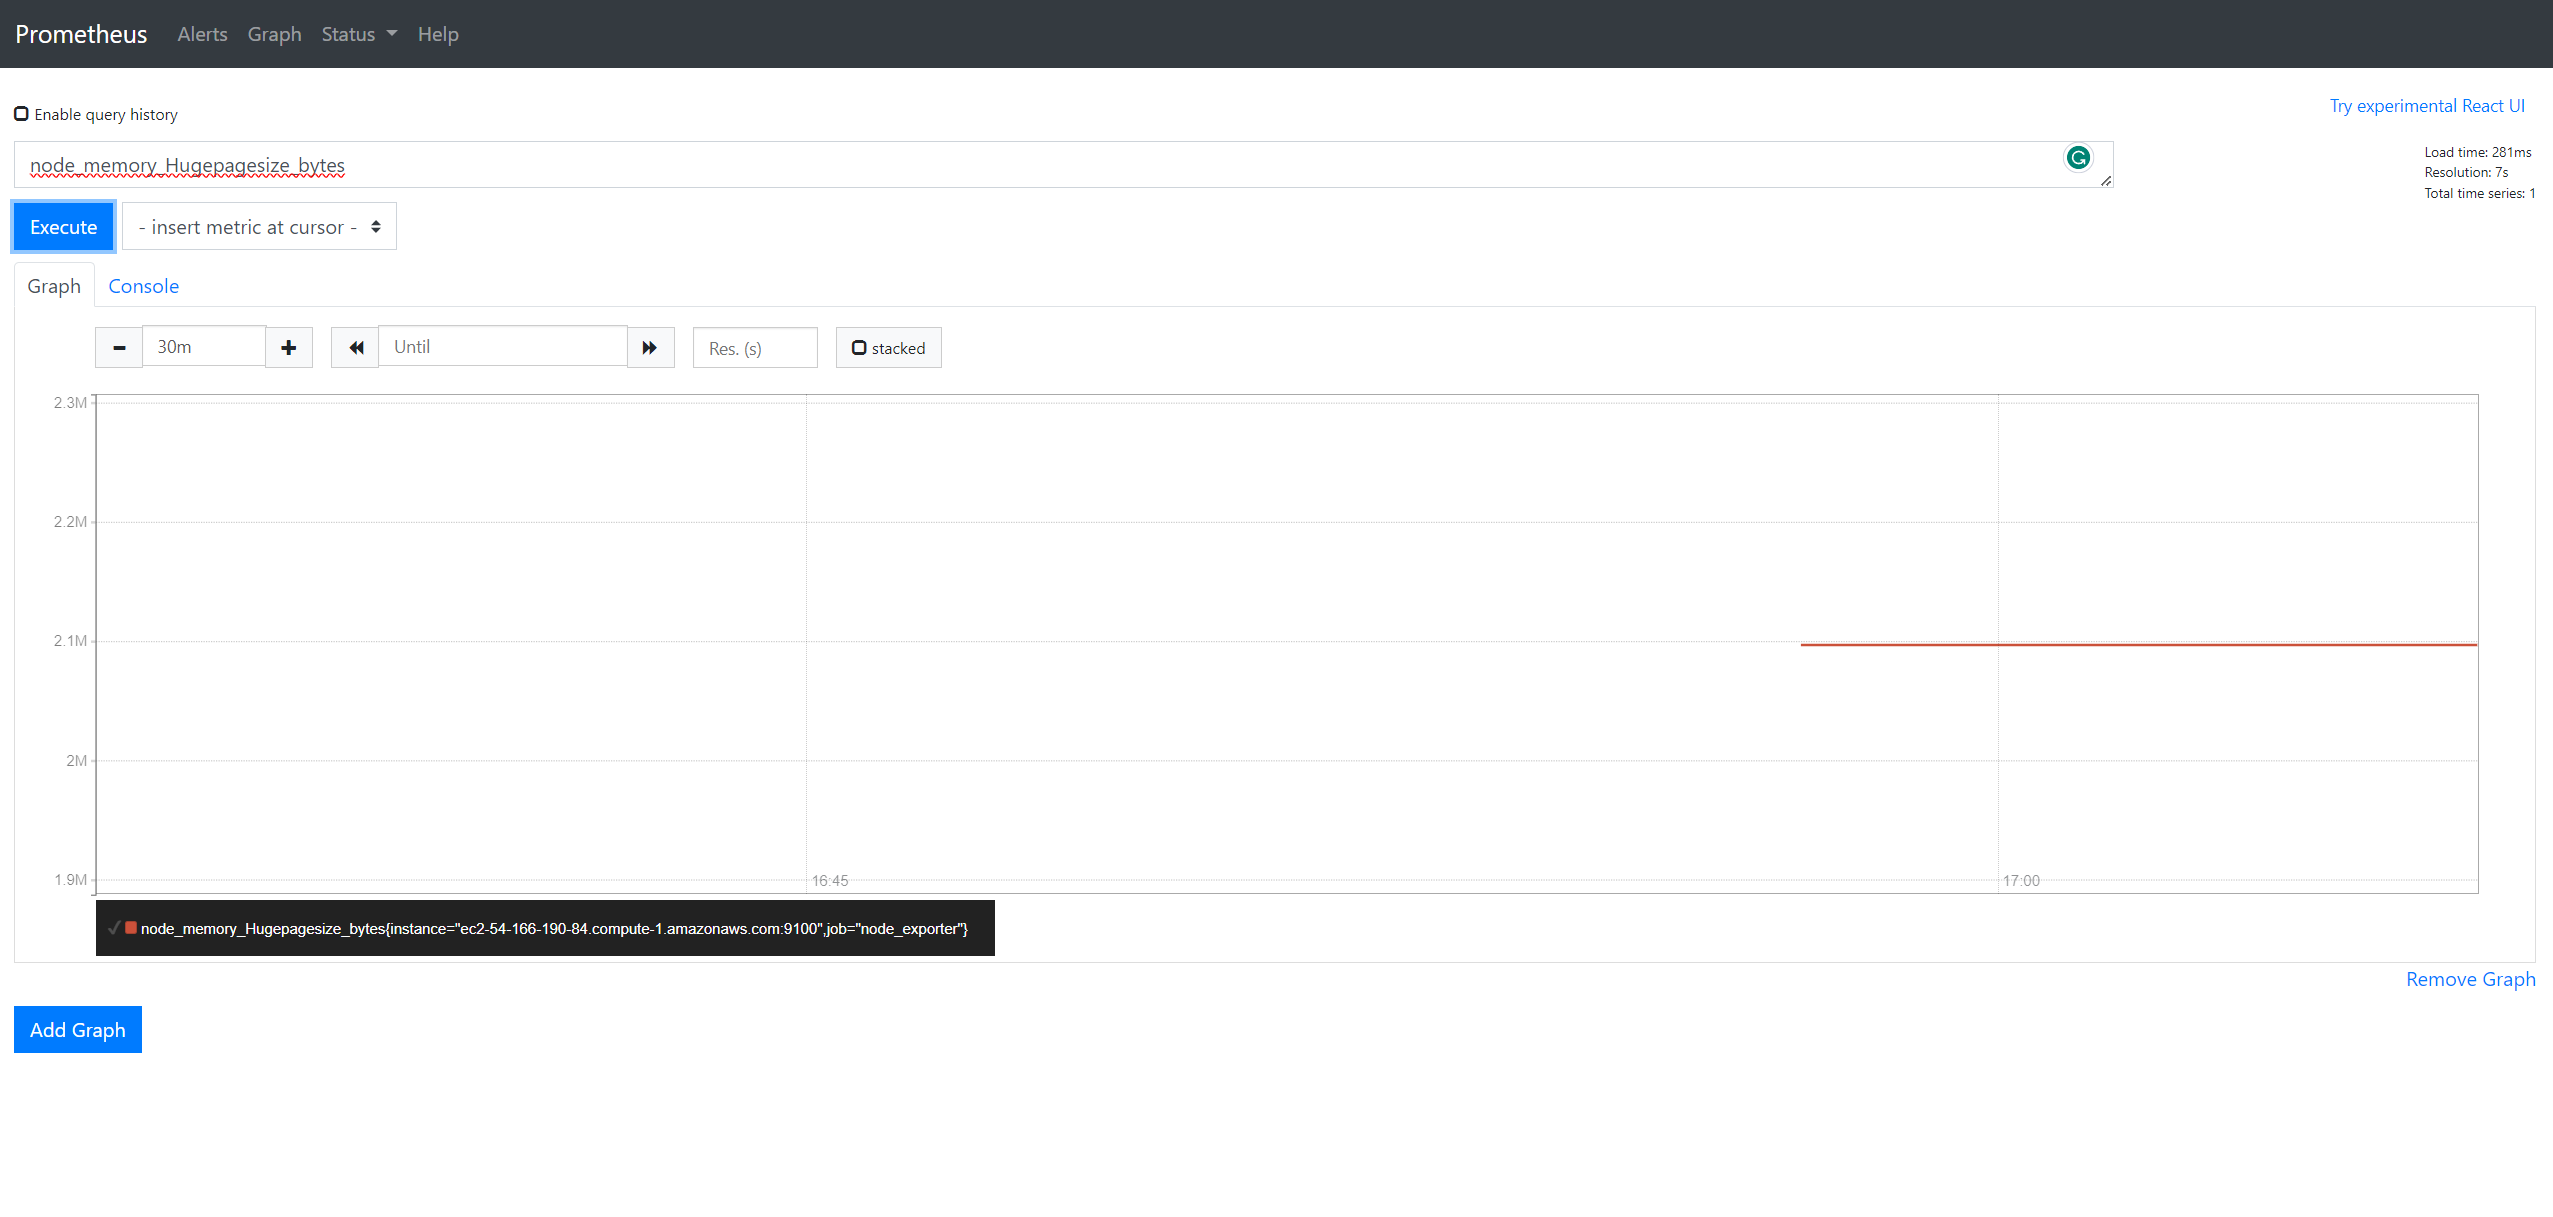 Prometheus Alerts Graph Status Help
Enable query history
Try experimental React UI
node_memory_Hugepagesize_bytes
Load time: 281ms
Resolution: 7s
Total time series: 1
Execute - insert metric at cursor -
Graph Console
30m Until Res. (s) stacked
2.3M
2.2M
2.1M
2M
1.9M
16:45 17:00
node_memory_Hugepagesize_bytes{instance="ec2-54-166-190-84.compute-1.amazonaws.com:9100",job="node_exporter"}
Remove Graph
Add Graph